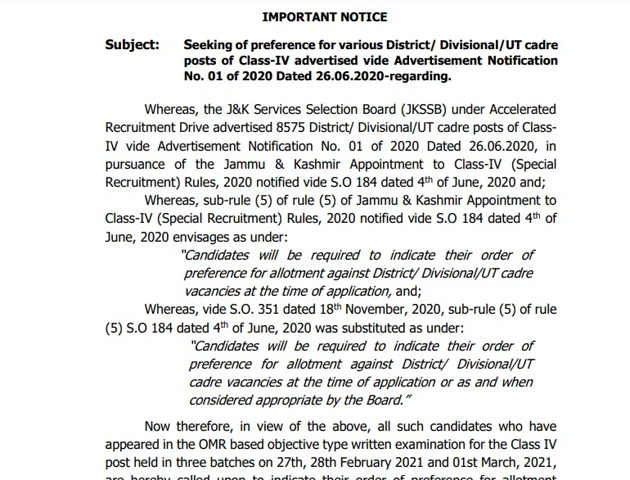 IMPORTANT NOTICE
Subject: Seeking of preference for various District/ Divisional/UT cadre
posts of Class-IV advertised vide Advertisement Notification
No. 01 of 2020 Dated 26.06.2020-regarding.
Whereas, the J&K Services Selection Board (JKSSB) under Accelerated
Recruitment Drive advertised 8575 District/ Divisional/UT cadre posts of Class-
IV vide Advertisement Notification No. 01 of 2020 Dated 26.06.2020, in
pursuance of the Jammu & Kashmir Appointment to Class-IV (Special
Recruitment) Rules, 2020 notified vide S.O 184 dated 4th of June, 2020 and;
Whereas, sub-rule (5) of rule (5) of Jammu & Kashmir Appointment to
Class-IV (Special Recruitment) Rules, 2020 notified vide S.O 184 dated 4th of
June, 2020 envisages as under:
"Candidates will be required to indicate their order of
preference for allotment against District/ Divisional/UT cadre
vacancies at the time of application, and;
Whereas, vide S.O. 351 dated 18th November, 2020, sub-rule (5) of rule
(5) S.O 184 dated 4th of June, 2020 was substituted as under:
"Candidates will be required to indicate their order of
preference for allotment against District/ Divisional/UT
cadre vacancies at the time of application or as and when
considered appropriate by the Board."
Now therefore, in view of the above, all such candidates who have
appeared in the OMR based objective type written examination for the Class IV
post held in three batches on 27th, 28th February 2021 and 01st March, 2021,
are hereby called upon to indicate their order of preference for allotment